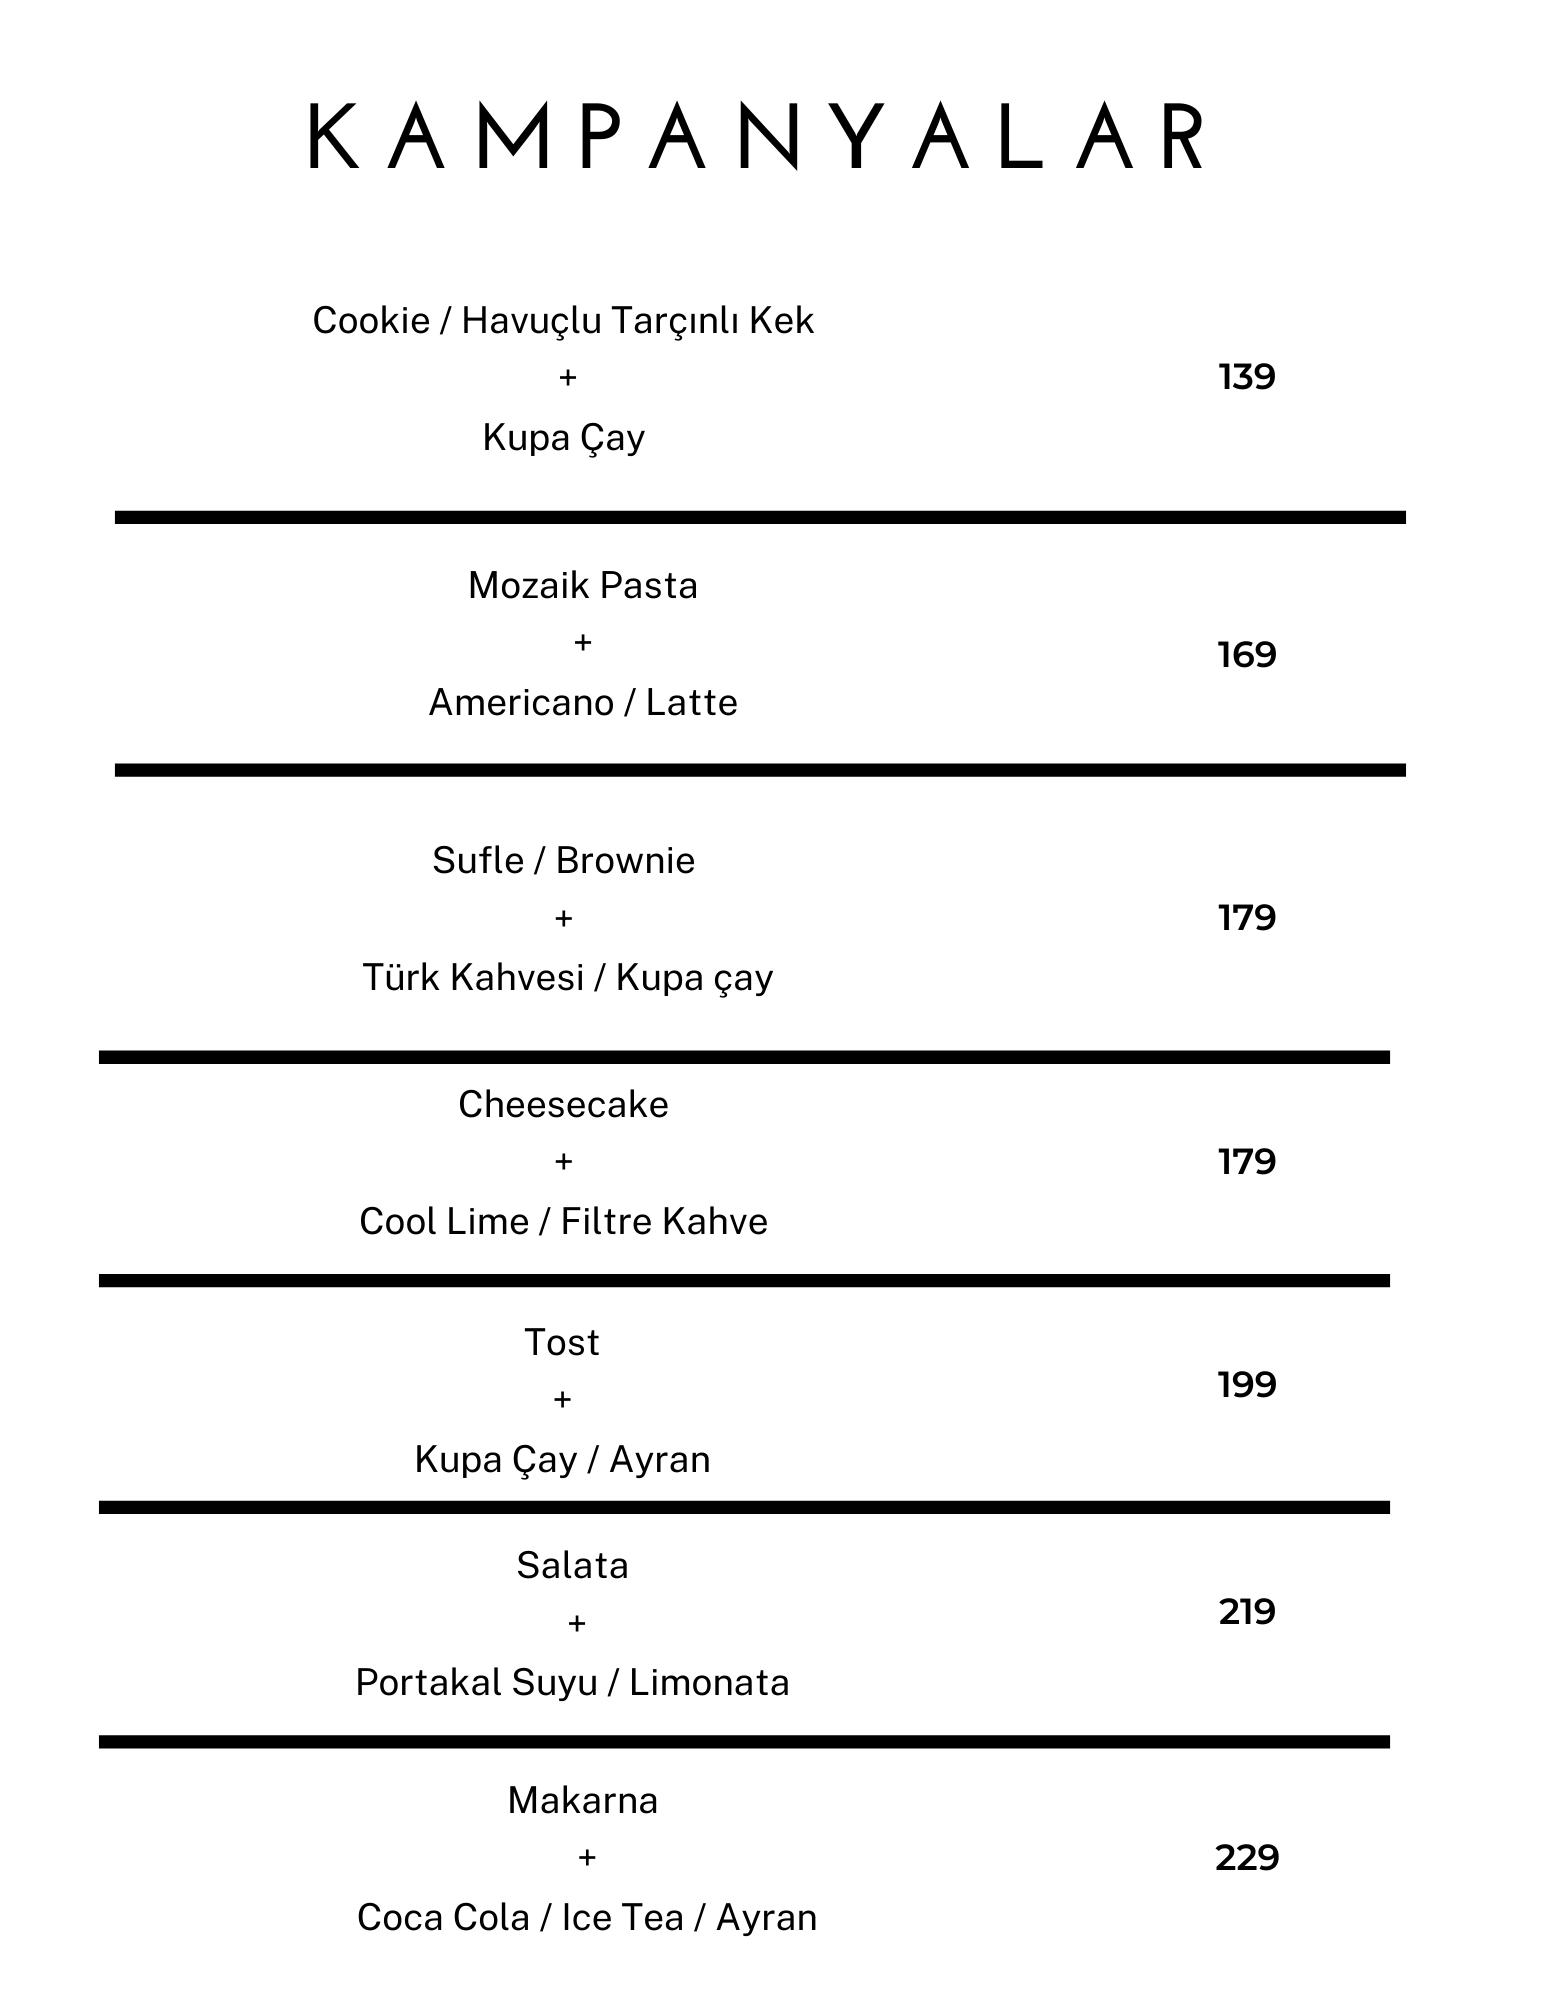 KAMPANYALAR
Cookie / Havuçlu Tarçınlı Kek
+
139
Kupa Çay
Mozaik Pasta
+
169
Americano / Latte
Sufle / Brownie
+
179
Türk Kahvesi / Kupa çay
Cheesecake
+
179
Cool Lime / Filtre Kahve
Tost
+
199
Kupa Çay / Ayran
Salata
+
219
Portakal Suyu / Limonata
Makarna
+
229
Coca Cola / Ice Tea / Ayran